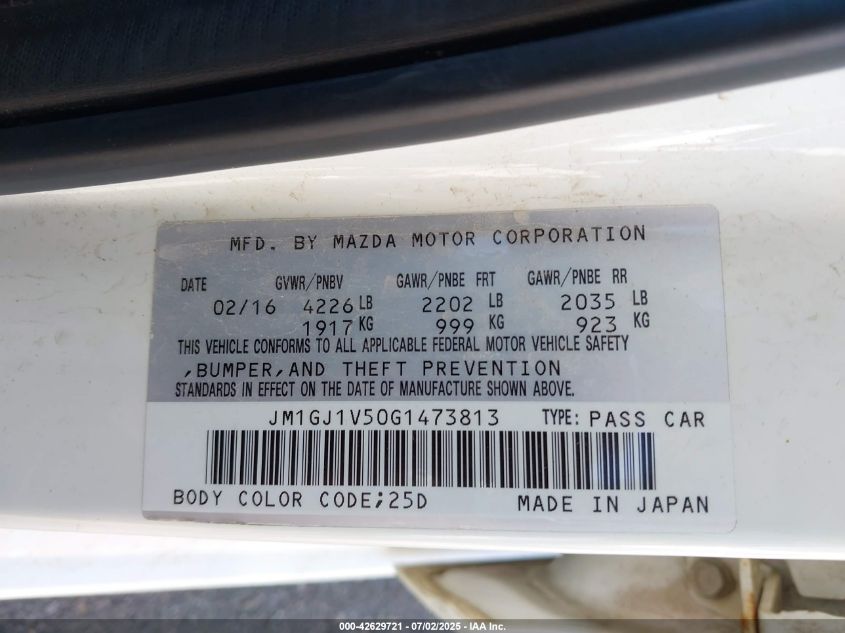 MFD. BY MAZDA MOTOR CORPORATION
DATE GVWR/PNBV GAWR/PNBE FRT GAWR/PNBE RR
02/16 4226 LB 2202 LB 2035 LB
1917 KG 999 KG 923 KG
THIS VEHICLE CONFORMS TO ALL APPLICABLE FEDERAL MOTOR VEHICLE SAFETY
,BUMPER,AND THEFT PREVENTION
STANDARDS IN EFFECT ON THE DATE OF MANUFACTURE SHOWN ABOVE.
JM1GJ1V50G1473813 TYPE: PASS CAR
BODY COLOR CODE;25D MADE IN JAPAN
000-42629721 - 07/02/2025 - IAA Inc.